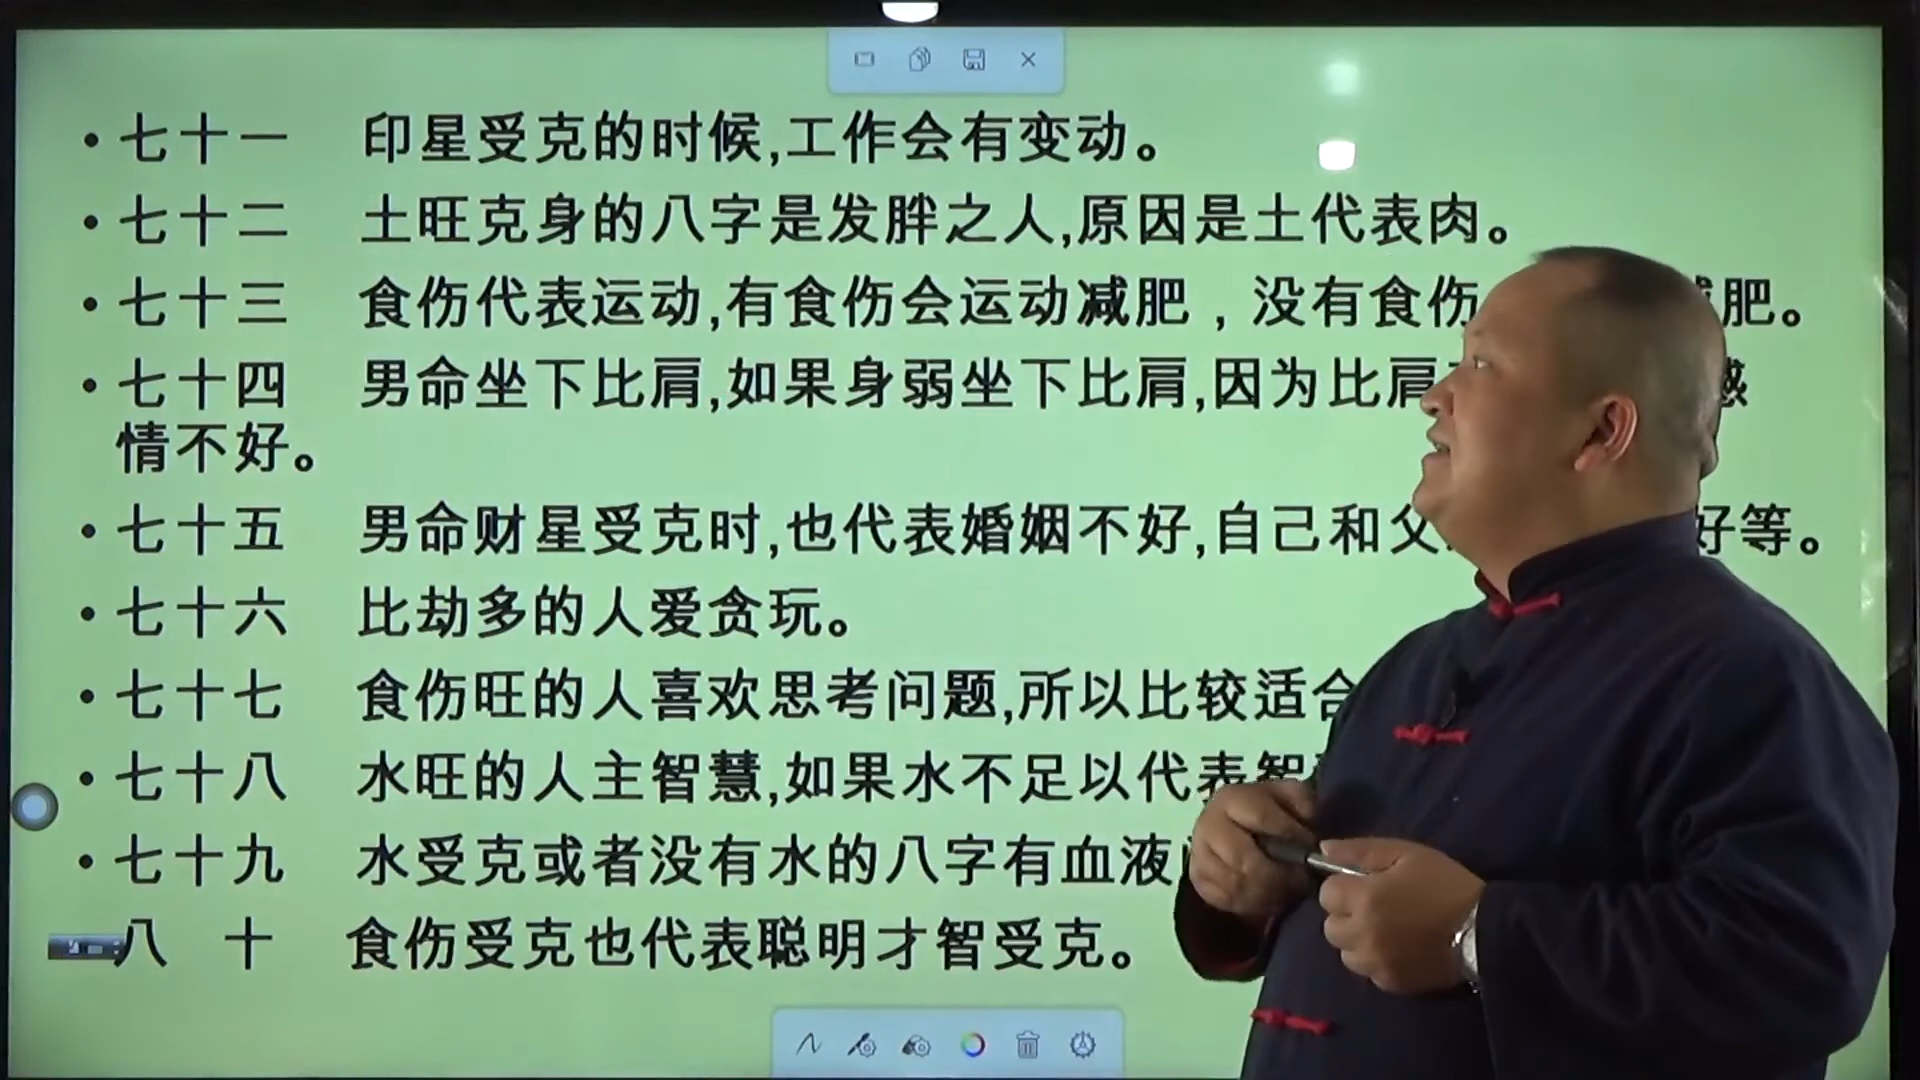 • 七十一 印星受克的时候,工作会有变动。
• 七十二 土旺克身的八字是发胖之人,原因是土代表肉。
• 七十三 食伤代表运动,有食伤会运动减肥，没有食伤 肥。
• 七十四 男命坐下比肩,如果身弱坐下比肩,因为比肩
情不好。
• 七十五 男命财星受克时,也代表婚姻不好,自己和父 好等。
• 七十六 比劫多的人爱贪玩。
• 七十七 食伤旺的人喜欢思考问题,所以比较适合
• 七十八 水旺的人主智慧,如果水不足以代表智
• 七十九 水受克或者没有水的八字有血液
八 十 食伤受克也代表聪明才智受克。